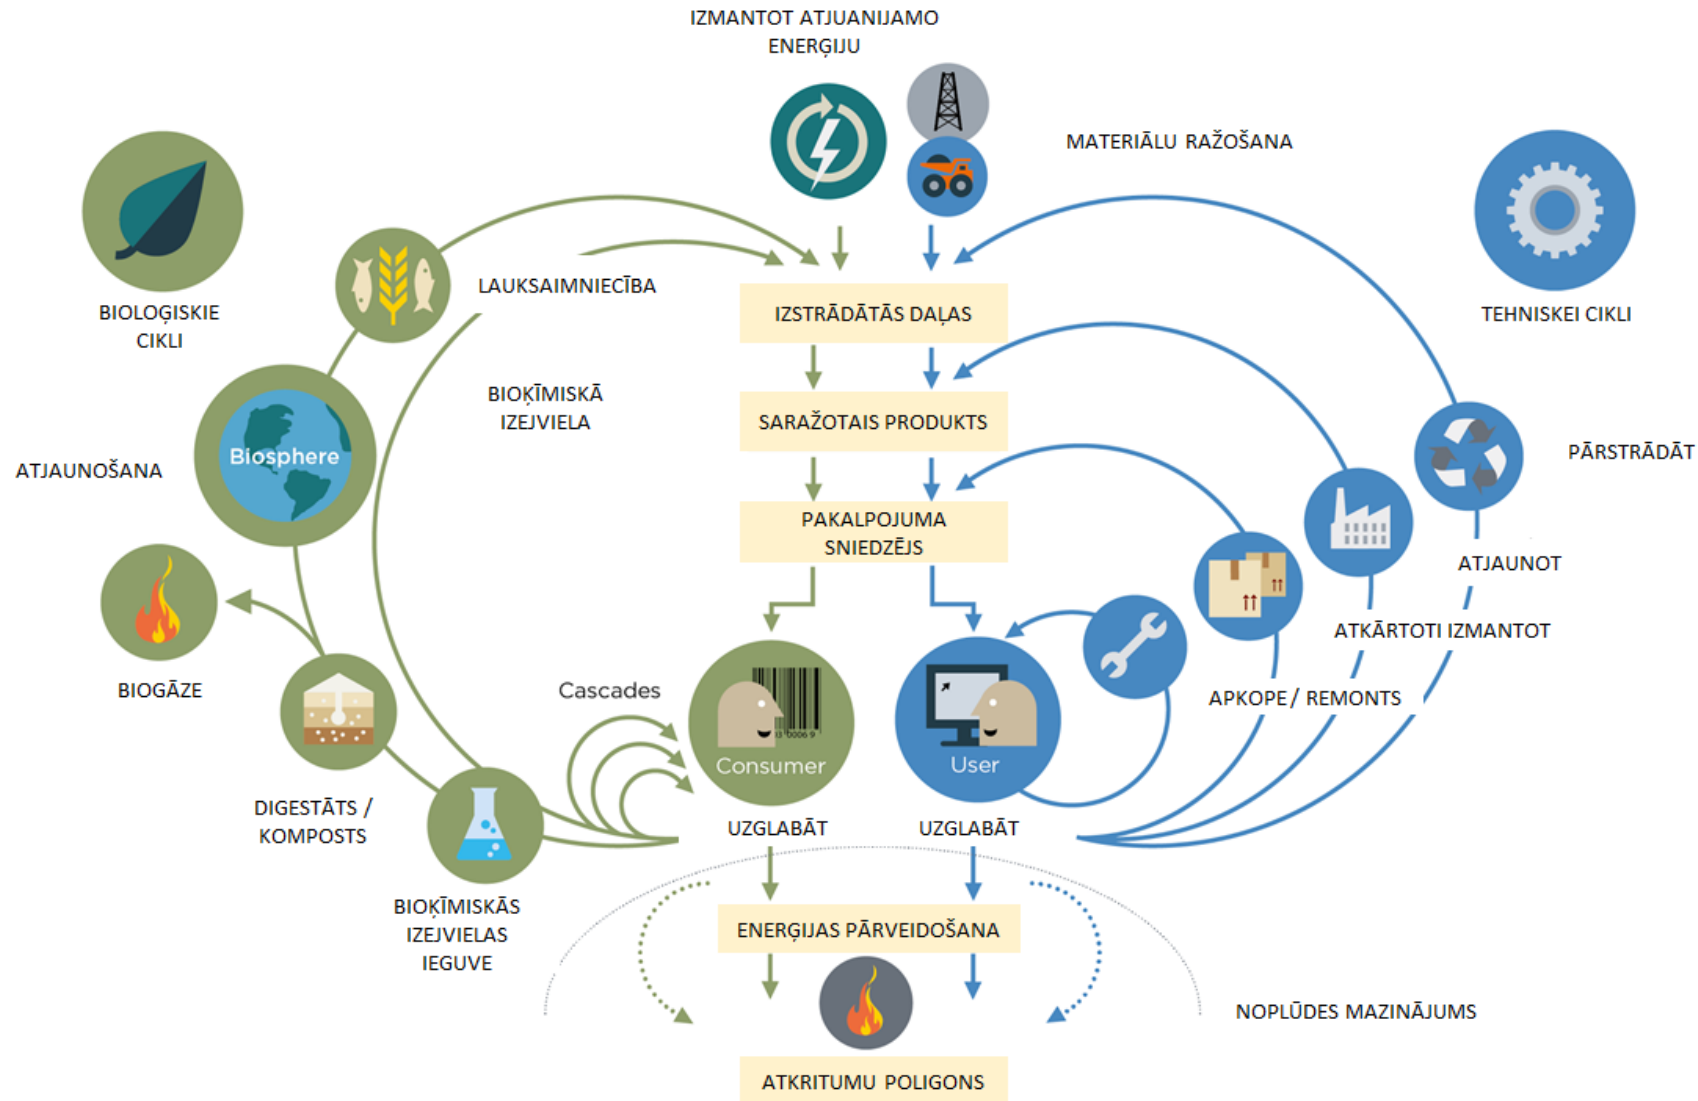 IZMANTOT ATJUANIJAMO
ENERĢIJU
MATERIĀLU RAŽOŠANA
BIOLOĢISKIE
CIKLI
LAUKSAIMNIECĪBA
IZSTRĀDĀTĀS DAĻAS
TEHNISKEI CIKLI
BIOĶĪMISKĀ
IZEJVIELA
SARAŽOTAIS PRODUKTS
Biosphere
ATJAUNOŠANA
PĀRSTRĀDĀT
PAKALPOJUMA
SNIEDZĒJS
ATJAUNOT
ATKĀRTOTI IZMANTOT
BIOGĀZE
Cascades
APKOPE / REMONTS
0006 9
Consumer
User
DIGESTĀTS /
KOMPOSTS
UZGLABĀT
UZGLABĀT
BIOĶĪMISKĀS
IZEJVIELAS
IEGUVE
ENERĢIJAS PĀRVEIDOŠANA
NOPLŪDES MAZINĀJUMS
ATKRITUMU POLIGONS